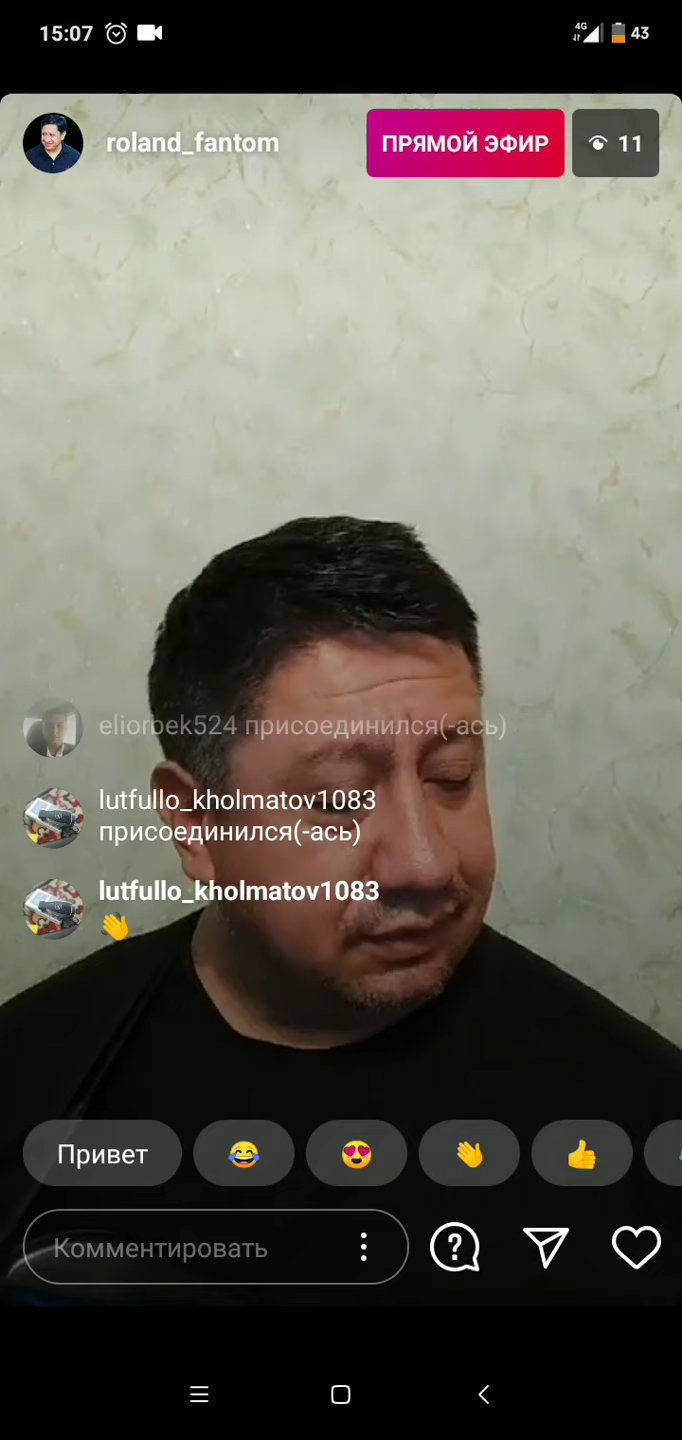 15:07
4G
43
roland_fantom
ПРЯМОЙ ЭФИР
11
eliorbek524 присоединился(-ась)
lutfullo_kholmatov1083
присоединился(-ась)
lutfullo_kholmatov1083
👋
Привет
😂
😍
👋
👍
Комментировать